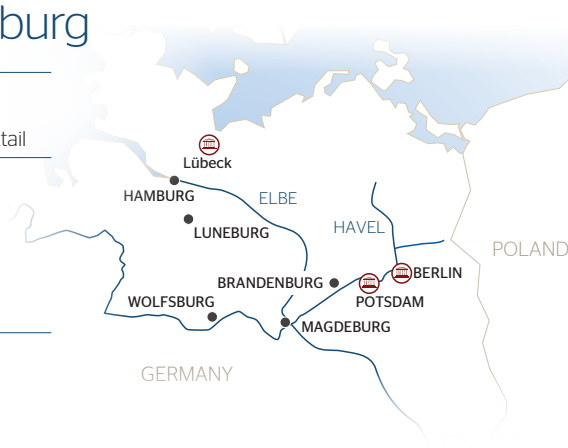 burg
tail
Lübeck
HAMBURG
ELBE
LUNEBURG
HAVEL
POLAND
BERLIN
BRANDENBURG
POTSDAM
WOLFSBURG
MAGDEBURG
GERMANY